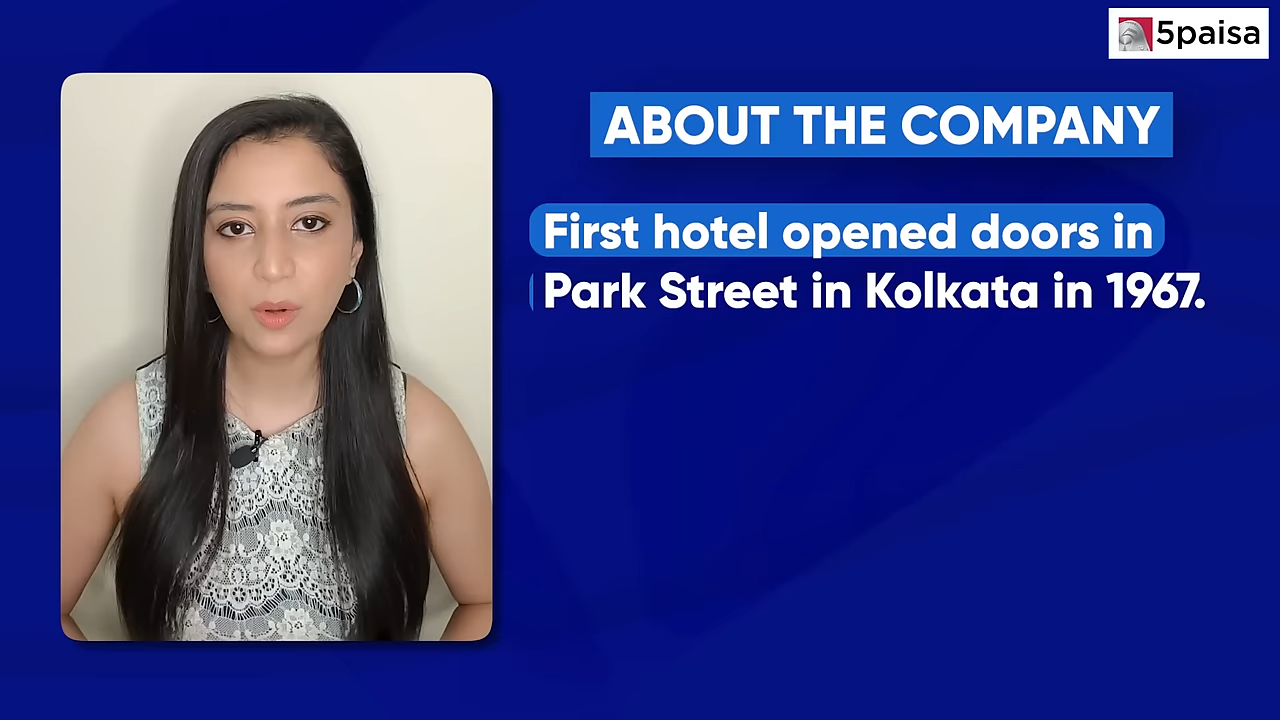 5paisa
ABOUT THE COMPANY
First hotel opened doors in
Park Street in Kolkata in 1967.